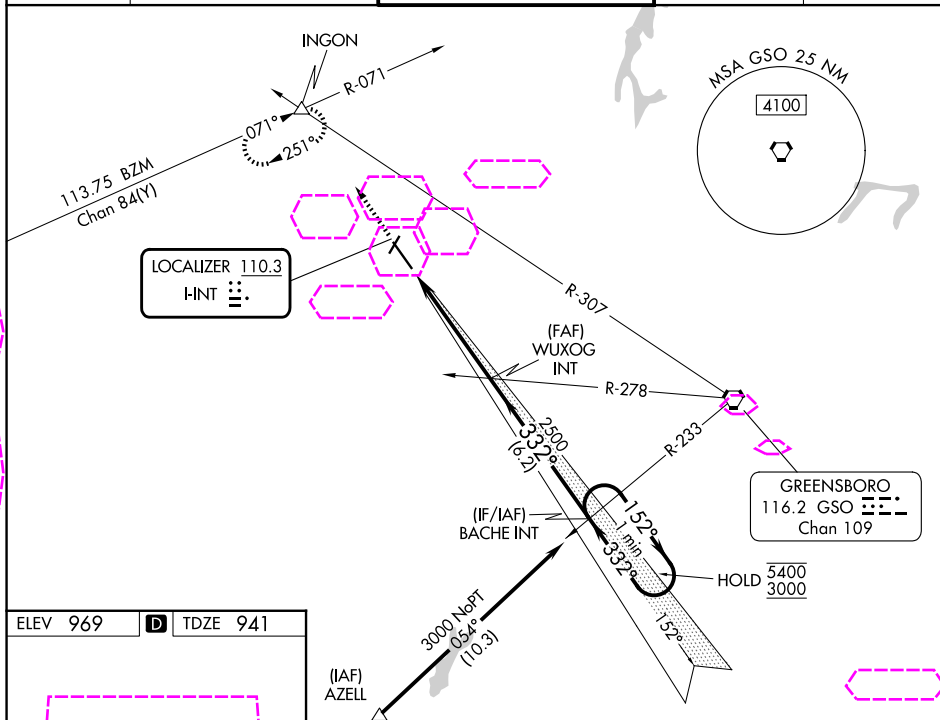 INGON
R-071
071°
251°
113.75 BZM
Chan 84(Y)
MSA GSO 25 NM
4100
LOCALIZER 110.3
I-INT
R-307
(FAF)
WUXOG
INT
R-278
R-233
2500
332°
(6.2)
GREENSBORO
116.2 GSO
Chan 109
(IF/IAF)
BACHE INT
152°
1 min
332°
HOLD 5400
3000
152°
3000 NoPT
054°
(10.3)
(IAF)
AZELL
ELEV 969 D TDZE 941